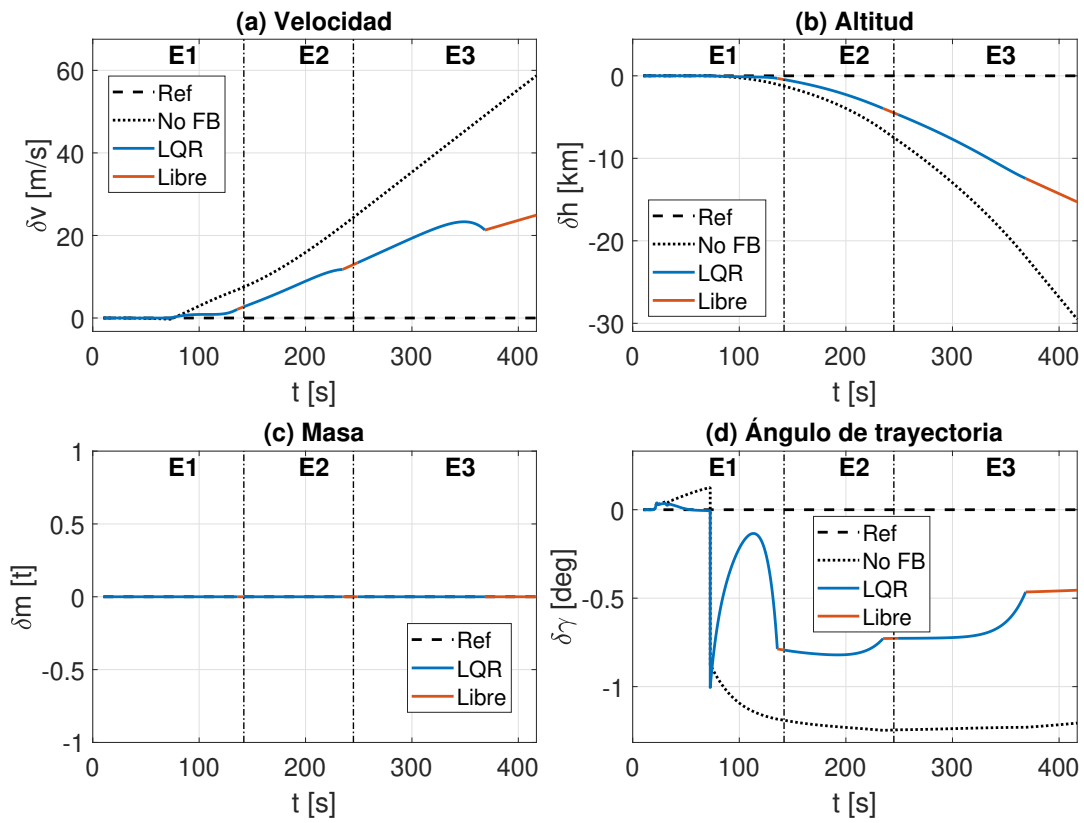 (a) Velocidad
E1 E2 E3
60
40
20
0
δv [m/s]
Ref
No FB
LQR
Libre
0 100 200 300 400
t [s]
(b) Altitud
E1 E2 E3
0
-10
-20
-30
δh [km]
Ref
No FB
LQR
Libre
0 100 200 300 400
t [s]
(c) Masa
E1 E2 E3
1
0.5
0
-0.5
-1
δm [t]
Ref
LQR
Libre
0 100 200 300 400
t [s]
(d) Ángulo de trayectoria
E1 E2 E3
0
-0.5
-1
δγ [deg]
Ref
No FB
LQR
Libre
0 100 200 300 400
t [s]